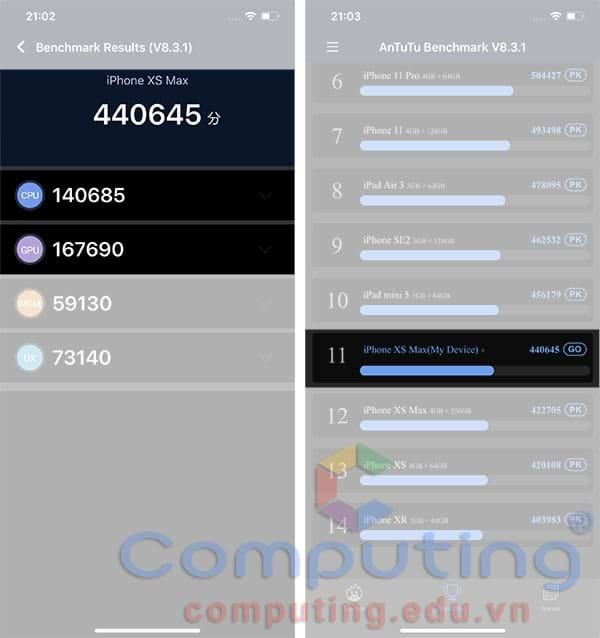 21:02
Benchmark Results (V8.3.1)
iPhone XS Max
440645 分
CPU 140685
GPU 167690
MEM 59130
UX 73140
21:03
AnTuTu Benchmark V8.3.1
6 iPhone 11 Pro 4GB + 64GB 504427 PK
7 iPhone 11 4GB + 128GB 493498 PK
8 iPad Air 3 3GB + 64GB 478095 PK
9 iPhone SE2 3GB + 128GB 462532 PK
10 iPad mini 5 3GB + 64GB 456179 PK
11 iPhone XS Max(My Device) + 440645 GO
12 iPhone XS Max 4GB + 256GB 422705 PK
13 iPhone XS 4GB + 64GB 420108 PK
14 iPhone XR 3GB + 64GB 403983 PK
Computing®
News
computing.edu.vn